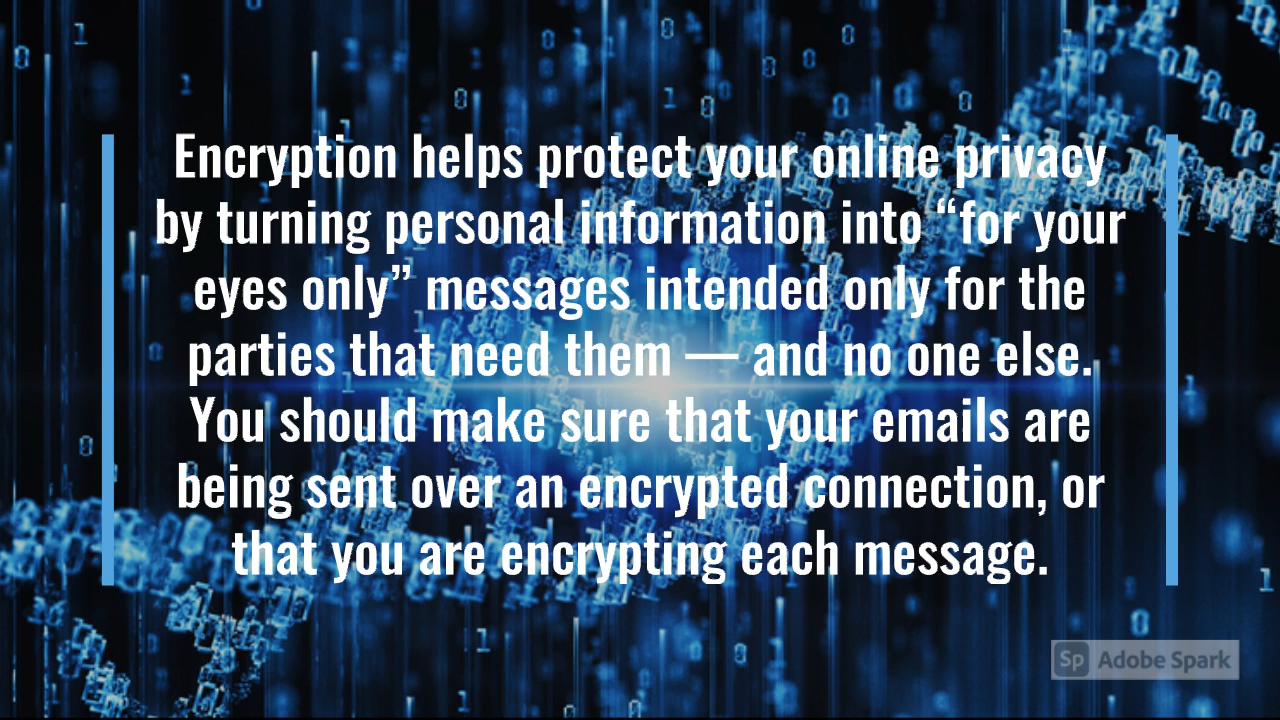 Encryption helps protect your online privacy
by turning personal information into “for your
eyes only” messages intended only for the
parties that need them — and no one else.
You should make sure that your emails are
being sent over an encrypted connection, or
that you are encrypting each message.
Sp Adobe Spark